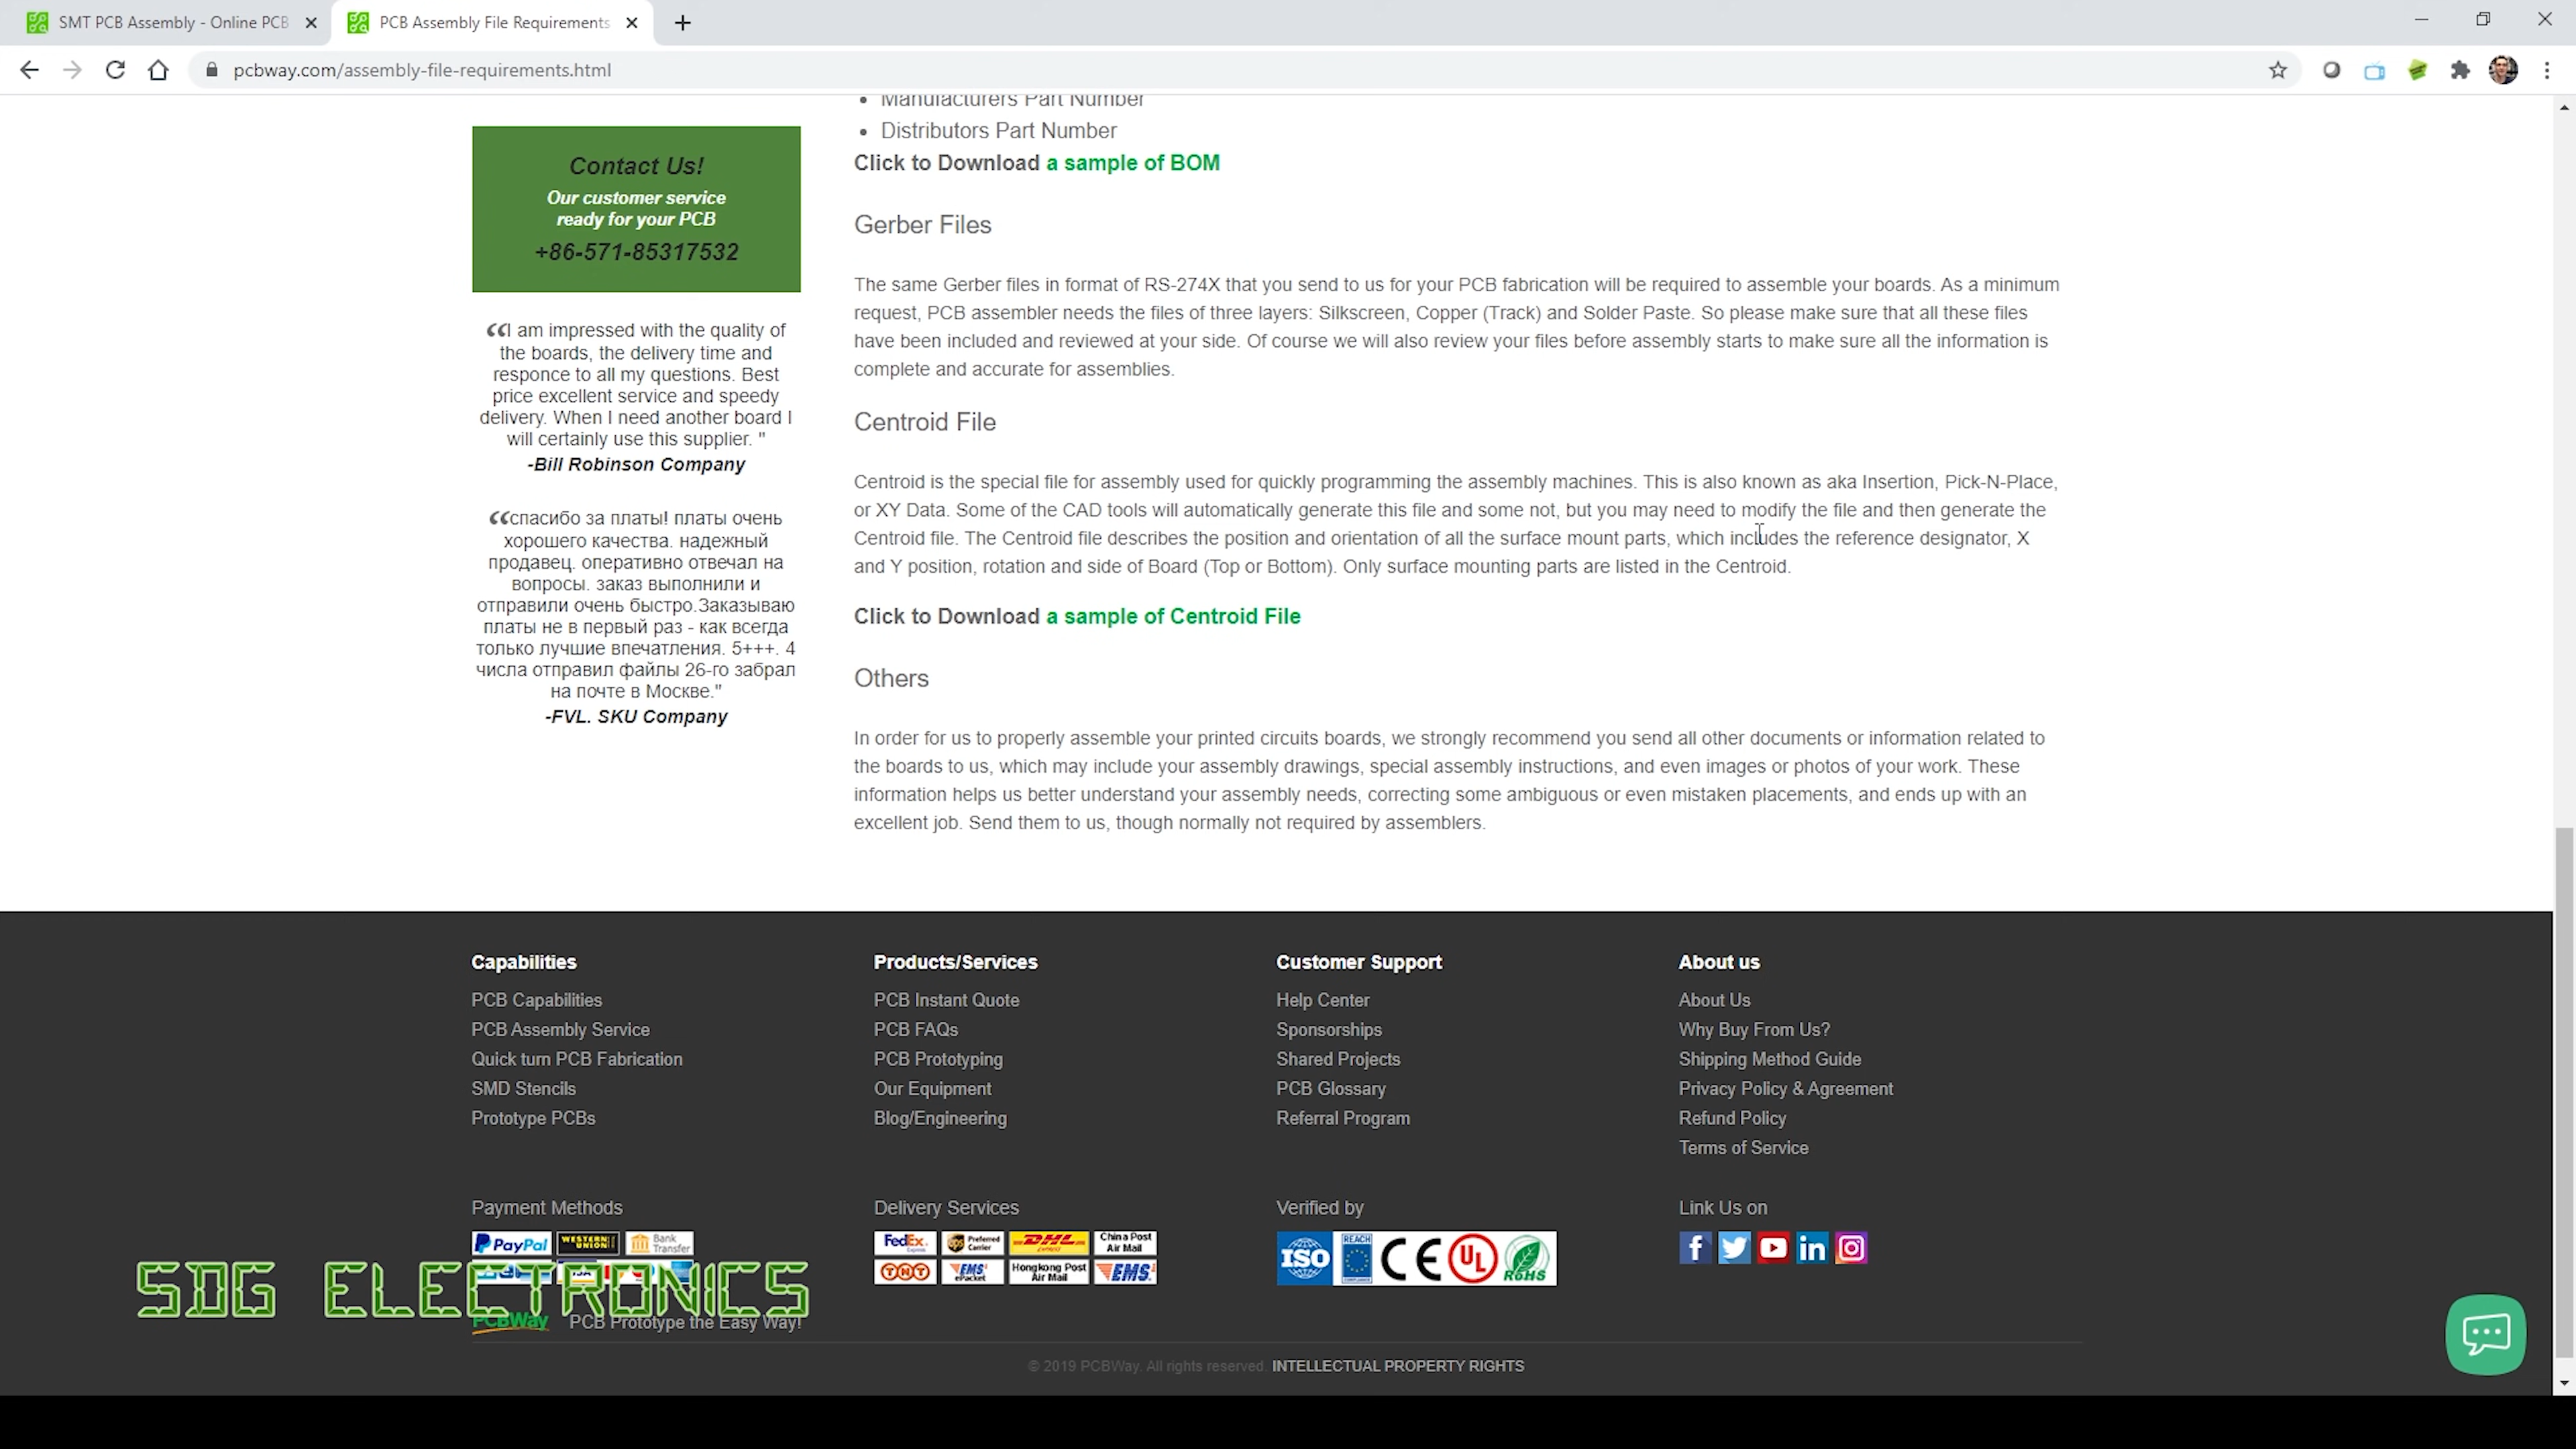 SMT PCB Assembly - Online PCB
PCB Assembly File Requirements
pcbway.com/assembly-file-requirements.html
Manufacturers Part Number
Distributors Part Number
Click to Download a sample of BOM
Contact Us!
Our customer service
ready for your PCB
+86-571-85317532
Gerber Files
The same Gerber files in format of RS-274X that you send to us for your PCB fabrication will be required to assemble your boards. As a minimum
request, PCB assembler needs the files of three layers: Silkscreen, Copper (Track) and Solder Paste. So please make sure that all these files
have been included and reviewed at your side. Of course we will also review your files before assembly starts to make sure all the information is
complete and accurate for assemblies.
“I am impressed with the quality of
the boards, the delivery time and
responce to all my questions. Best
price excellent service and speedy
delivery. When I need another board I
will certainly use this supplier. "
-Bill Robinson Company
Centroid File
Centroid is the special file for assembly used for quickly programming the assembly machines. This is also known as aka Insertion, Pick-N-Place,
or XY Data. Some of the CAD tools will automatically generate this file and some not, but you may need to modify the file and then generate the
Centroid file. The Centroid file describes the position and orientation of all the surface mount parts, which includes the reference designator, X
and Y position, rotation and side of Board (Top or Bottom). Only surface mounting parts are listed in the Centroid.
“спасибо за платы! платы очень
хорошего качества. надежный
продавец. оперативно отвечал на
вопросы. заказ выполнили и
отправили очень быстро.Заказываю
платы не в первый раз - как всегда
только лучшие впечатления. 5+++. 4
числа отправил файлы 26-го забрал
на почте в Москве."
-FVL. SKU Company
Click to Download a sample of Centroid File
Others
In order for us to properly assemble your printed circuits boards, we strongly recommend you send all other documents or information related to
the boards to us, which may include your assembly drawings, special assembly instructions, and even images or photos of your work. These
information helps us better understand your assembly needs, correcting some ambiguous or even mistaken placements, and ends up with an
excellent job. Send them to us, though normally not required by assemblers.
Capabilities
PCB Capabilities
PCB Assembly Service
Quick turn PCB Fabrication
SMD Stencils
Prototype PCBs
Products/Services
PCB Instant Quote
PCB FAQs
PCB Prototyping
Our Equipment
Blog/Engineering
Customer Support
Help Center
Sponsorships
Shared Projects
PCB Glossary
Referral Program
About us
About Us
Why Buy From Us?
Shipping Method Guide
Privacy Policy & Agreement
Refund Policy
Terms of Service
Payment Methods
PayPal WESTERN UNION Bank Transfer
Delivery Services
FedEx Express UPS Preferred Carrier DHL EXPRESS China Post Air Mail
TNT EMS ePacket Hongkong Post Air Mail EMS
Verified by
ISO REACH CE UL RoHS
Link Us on
SDG ELECTRONICS
PCBWay PCB Prototype the Easy Way!
© 2019 PCBWay. All rights reserved. INTELLECTUAL PROPERTY RIGHTS